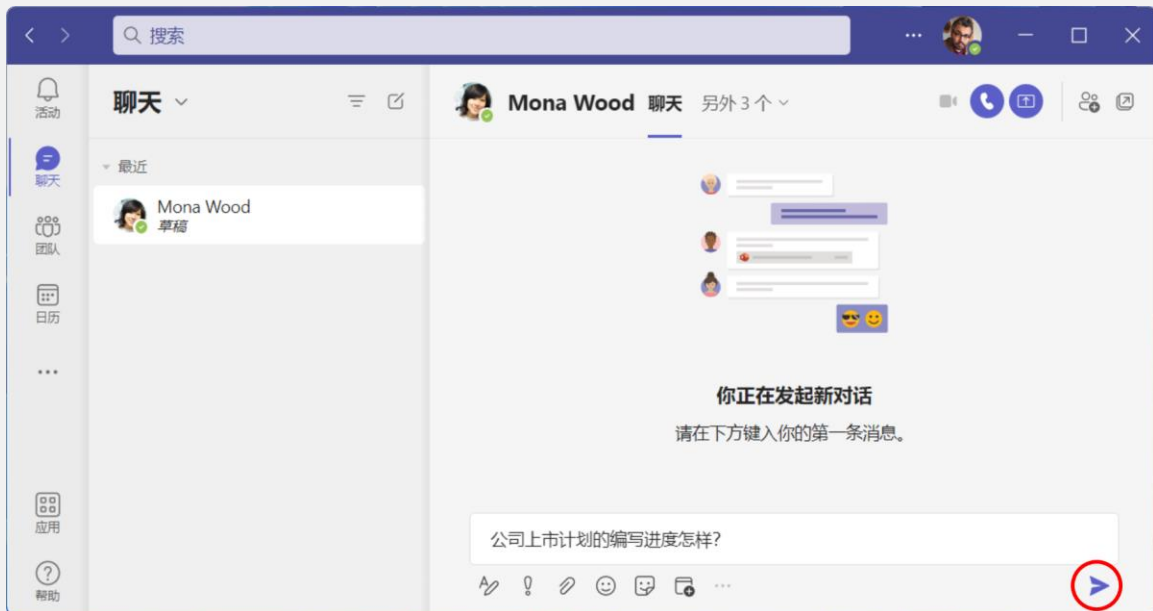 搜索
活动
聊天
团队
日历
应用
帮助
聊天
最近
Mona Wood
草稿
Mona Wood 聊天 另外 3 个
你正在发起新对话
请在下方键入你的第一条消息。
公司上市计划的编写进度怎样?